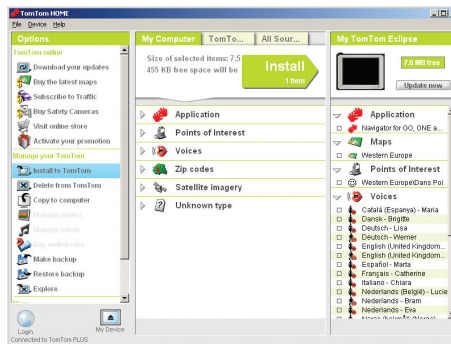 TomTom HOME
File Device Help
Options
TomTom online
Download your updates
Buy the latest maps
Subscribe to Traffic
Buy Safety Cameras
Visit online store
Activate your promotion
Manage your TomTom
Install to TomTom
Delete from TomTom
Copy to computer
Manage photos
Manage music
Buy audiobooks
Make backup
Restore backup
Explore
Login
My Device
Connected to TomTom PLUS
My Computer
TomTo...
All Sour...
Size of selected items: 7.5
455 KB free space will be
Install
1 Item
Application
Points of Interest
Voices
Zip codes
Satellite imagery
Unknown type
My TomTom Eclipse
7.6 MB free
Update now
Application
Navigator for GO, ONE a...
Maps
Western Europe
Points of Interest
Western Europe\Dans Poi
Voices
Català (Espanya) - Maria
Dansk - Brigitte
Deutsch - Lisa
Deutsch - Werner
English (United Kingdom...
English (United Kingdom...
Español - Marta
Français - Catherine
Italiano - Chiara
Nederlands (België) - Lucie
Nederlands - Bram
Nederlands - Eva